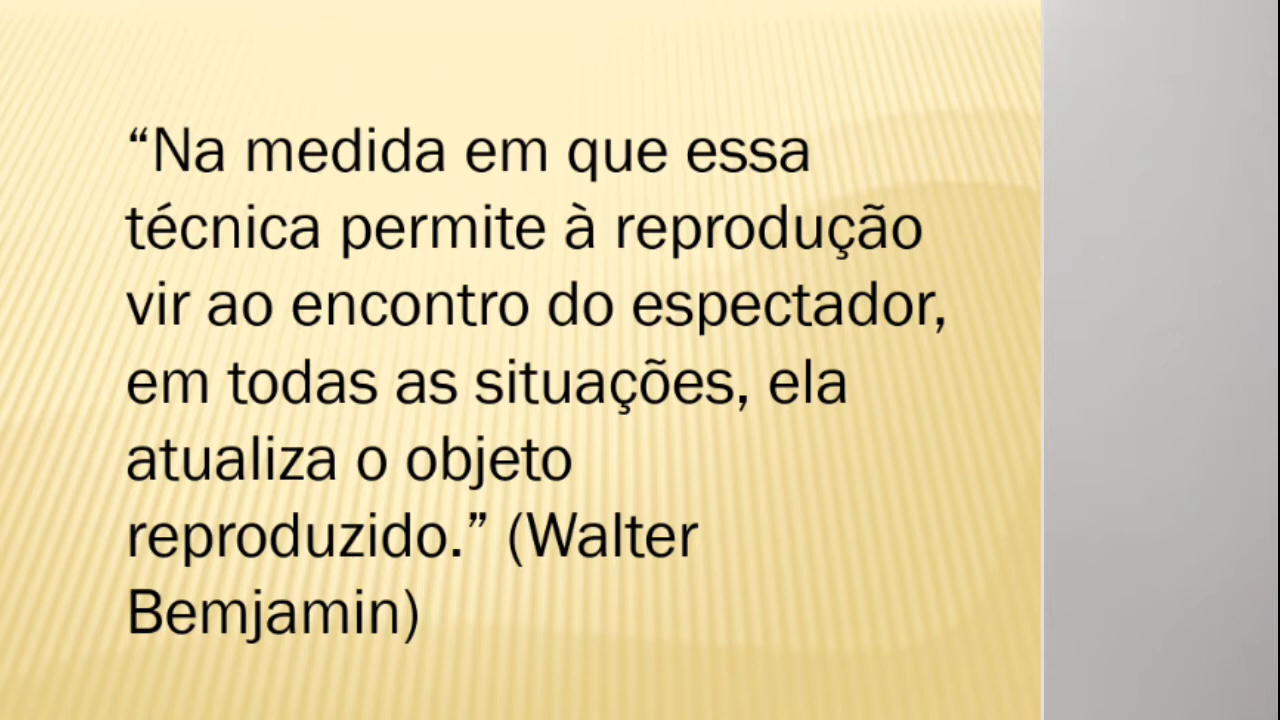 “Na medida em que essa
técnica permite à reprodução
vir ao encontro do espectador,
em todas as situações, ela
atualiza o objeto
reproduzido.” (Walter
Bemjamin)